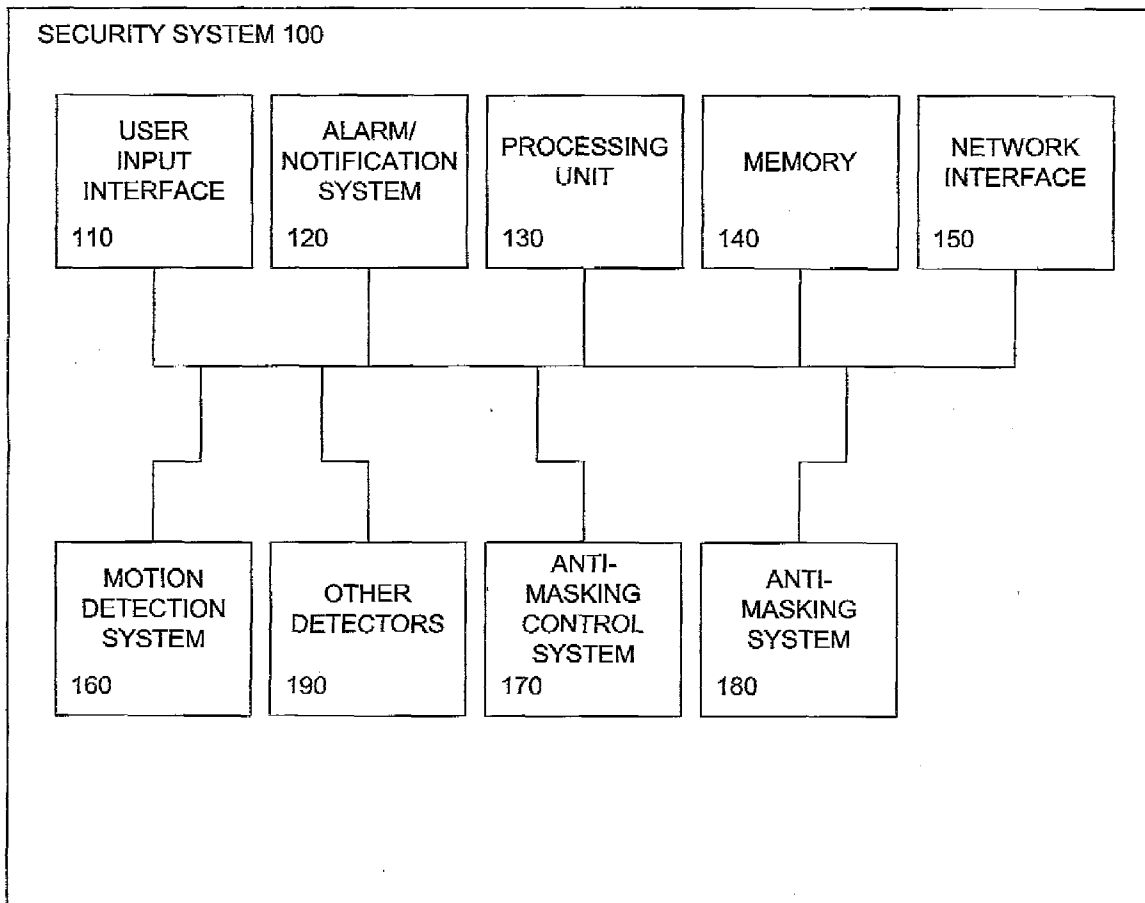 SECURITY SYSTEM 100
USER
INPUT
INTERFACE
110
ALARM/
NOTIFICATION
SYSTEM
120
PROCESSING
UNIT
130
MEMORY
140
NETWORK
INTERFACE
150
MOTION
DETECTION
SYSTEM
160
OTHER
DETECTORS
190
ANTI-
MASKING
CONTROL
SYSTEM
170
ANTI-
MASKING
SYSTEM
180